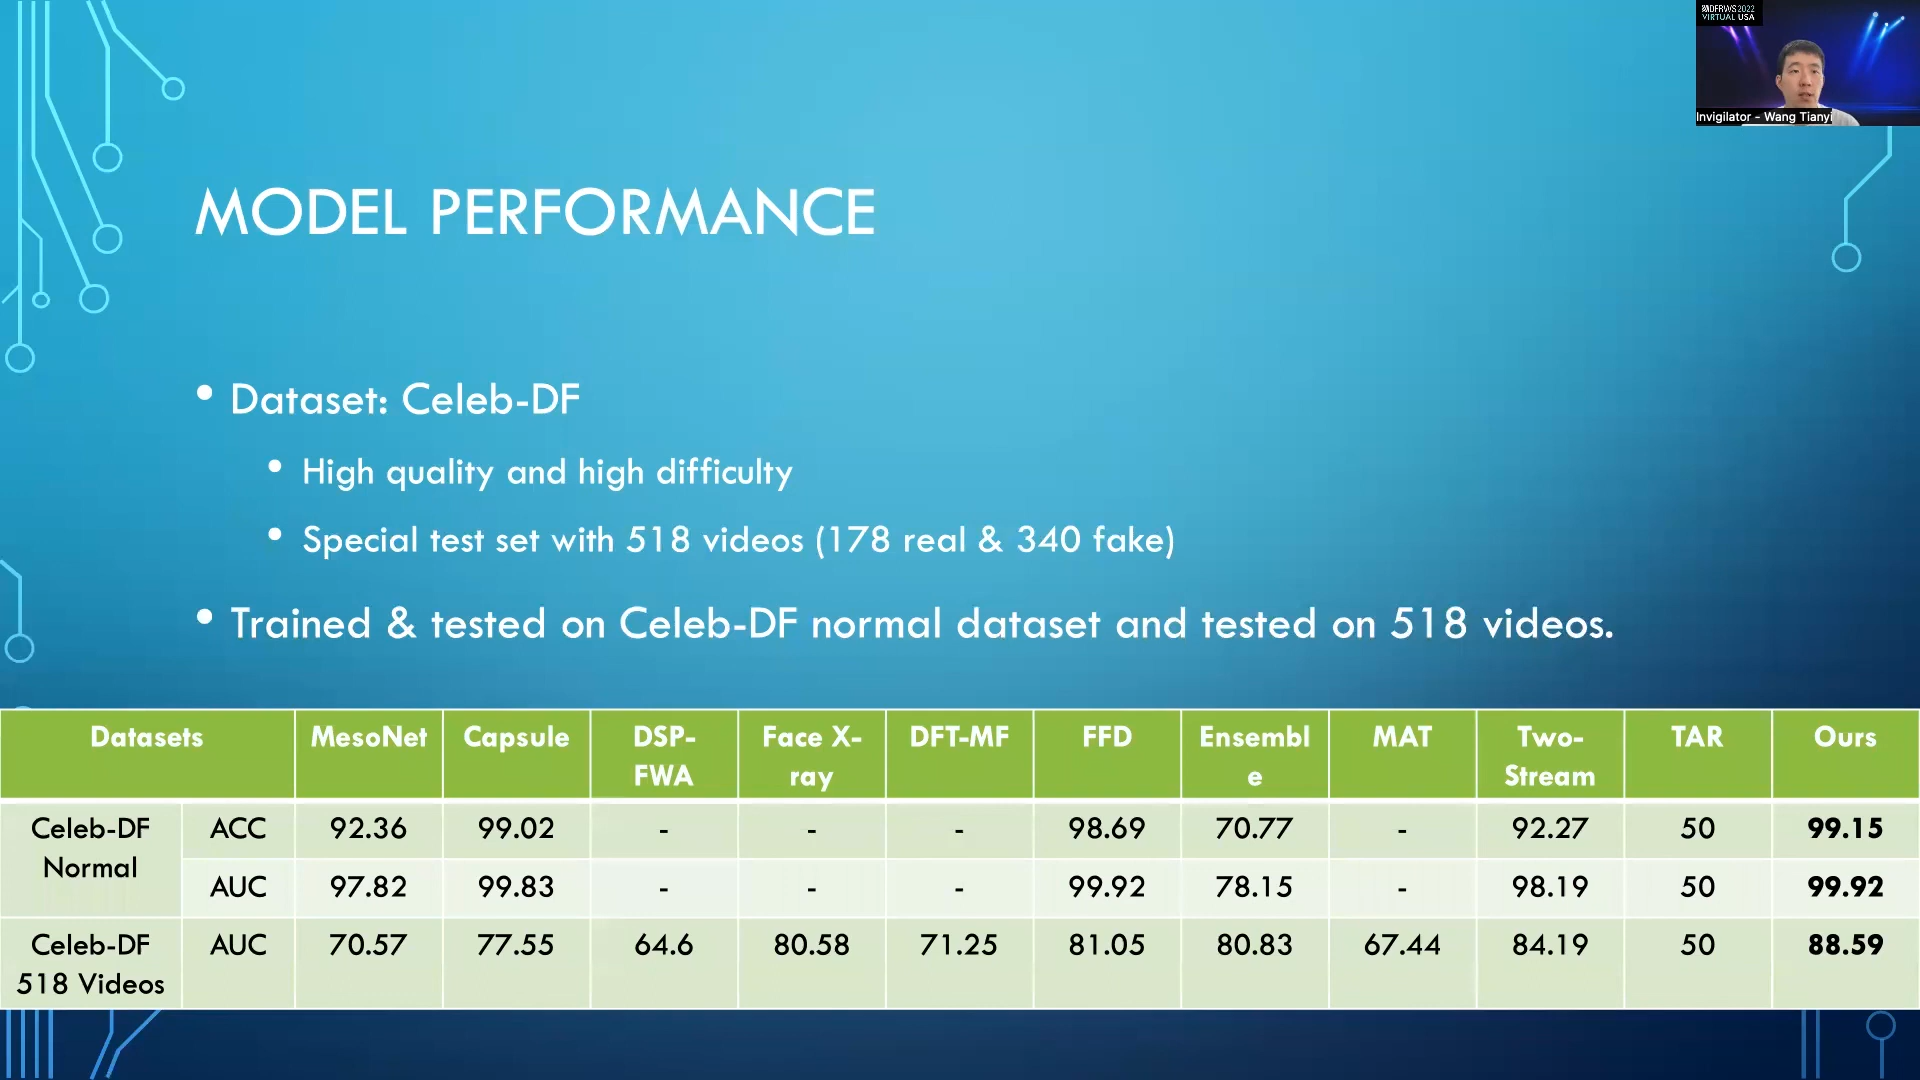 DFRWS 2022
VIRTUAL USA
Invigilator - Wang Tianyi
MODEL PERFORMANCE
• Dataset: Celeb-DF
• High quality and high difficulty
• Special test set with 518 videos (178 real & 340 fake)
• Trained & tested on Celeb-DF normal dataset and tested on 518 videos.
Datasets MesoNet Capsule DSP- Face X- DFT-MF FFD Ensembl MAT Two- TAR Ours
FWA ray e Stream
Celeb-DF ACC 92.36 99.02 - - - 98.69 70.77 - 92.27 50 99.15
Normal
AUC 97.82 99.83 - - - 99.92 78.15 - 98.19 50 99.92
Celeb-DF AUC 70.57 77.55 64.6 80.58 71.25 81.05 80.83 67.44 84.19 50 88.59
518 Videos